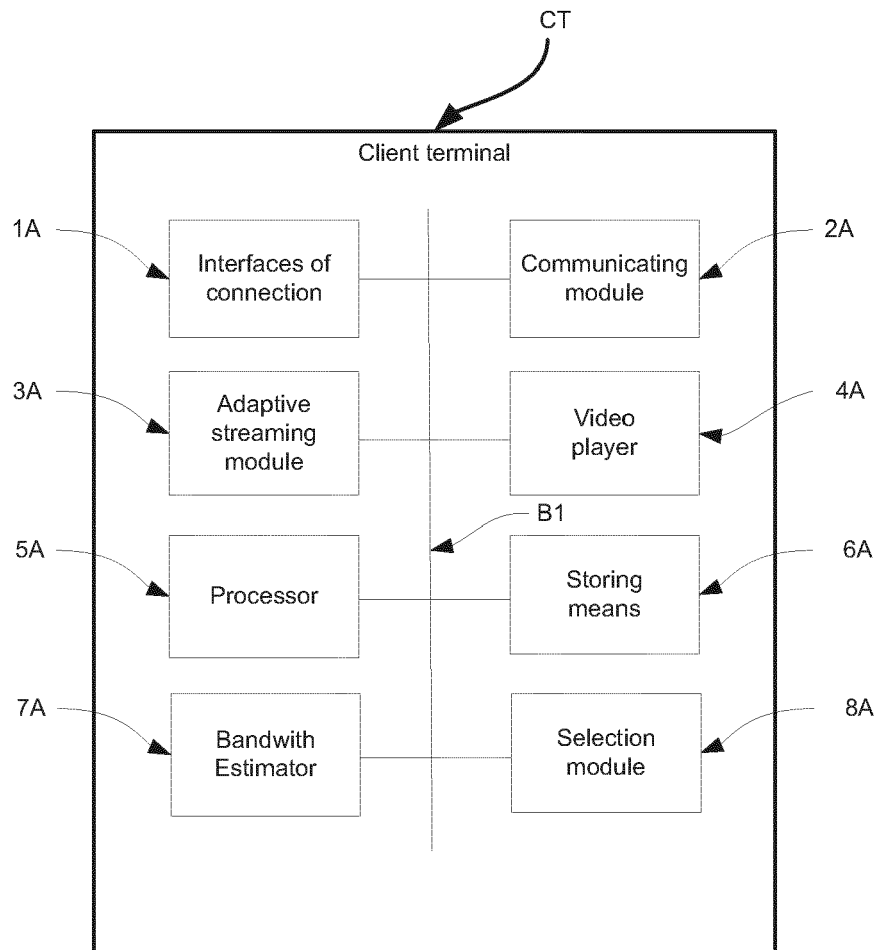 CT
Client terminal
1A
Interfaces of
connection
Communicating
module
2A
3A
Adaptive
streaming
module
Video
player
4A
B1
5A
Processor
Storing
means
6A
7A
Bandwith
Estimator
Selection
module
8A